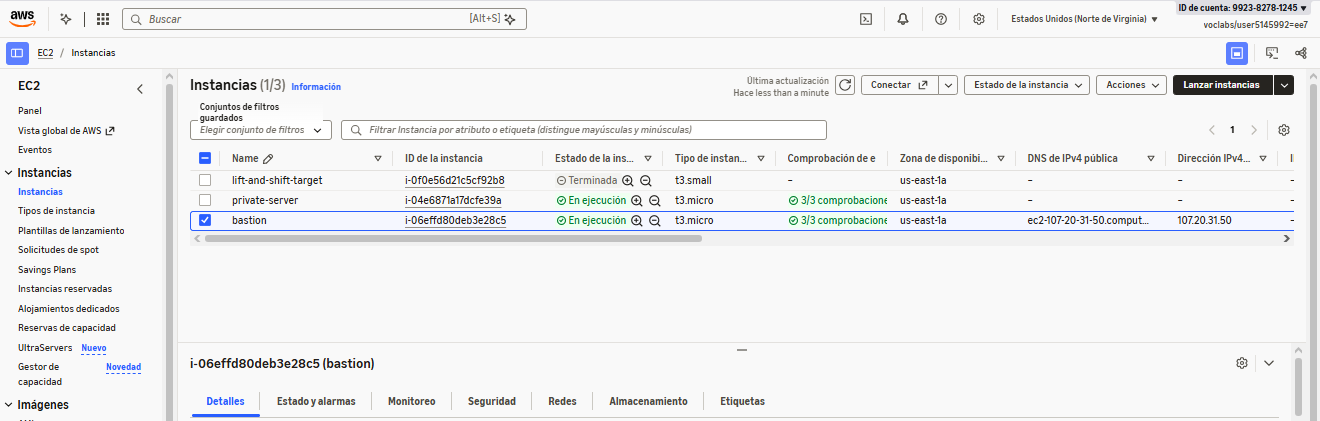 aws
Buscar [Alt+S]
Estados Unidos (Norte de Virginia) ▼
ID de cuenta: 9923-8278-1245 ▼
voclabs/user5145992=ee7
EC2 / Instancias
EC2
Panel
Vista global de AWS
Eventos
Instancias
Instancias
Tipos de instancia
Plantillas de lanzamiento
Solicitudes de spot
Savings Plans
Instancias reservadas
Alojamientos dedicados
Reservas de capacidad
UltraServers Nuevo
Gestor de capacidad Novedad
Imágenes
Instancias (1/3) Información
Última actualización
Hace less than a minute
Conectar
Estado de la instancia
Acciones
Lanzar instancias
Conjuntos de filtros
guardados
Elegir conjunto de filtros
Filtrar Instancia por atributo o etiqueta (distingue mayúsculas y minúsculas)
1
Name ID de la instancia Estado de la ins... Tipo de instan... Comprobación de e Zona de disponibi... DNS de IPv4 pública Dirección IPv4...
lift-and-shift-target i-0f0e56d21c5cf92b8 Terminada t3.small – us-east-1a – –
private-server i-04e6871a17dcfe39a En ejecución t3.micro 3/3 comprobacione us-east-1a – –
bastion i-06effd80deb3e28c5 En ejecución t3.micro 3/3 comprobacione us-east-1a ec2-107-20-31-50.comput... 107.20.31.50 –
i-06effd80deb3e28c5 (bastion)
Detalles Estado y alarmas Monitoreo Seguridad Redes Almacenamiento Etiquetas